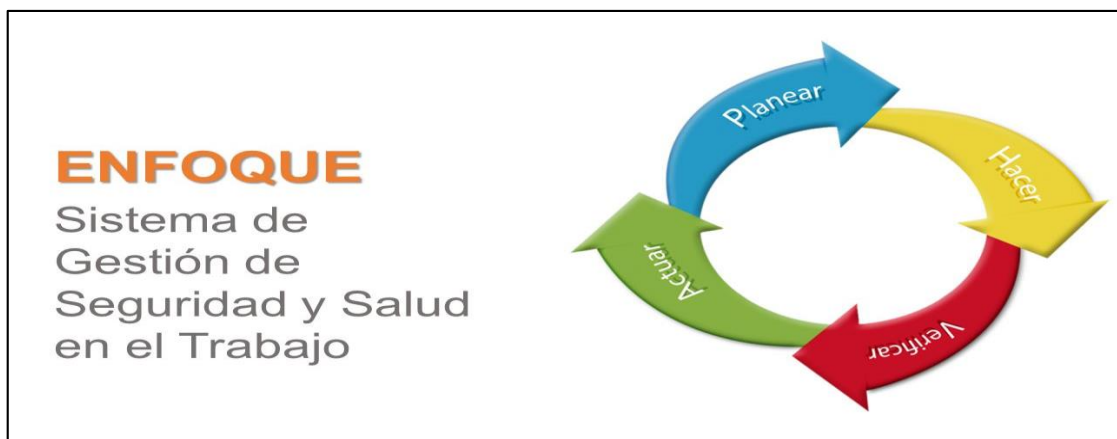 ENFOQUE
Sistema de
Gestión de
Seguridad y Salud
en el Trabajo
Planear
Hacer
Verificar
Actuar